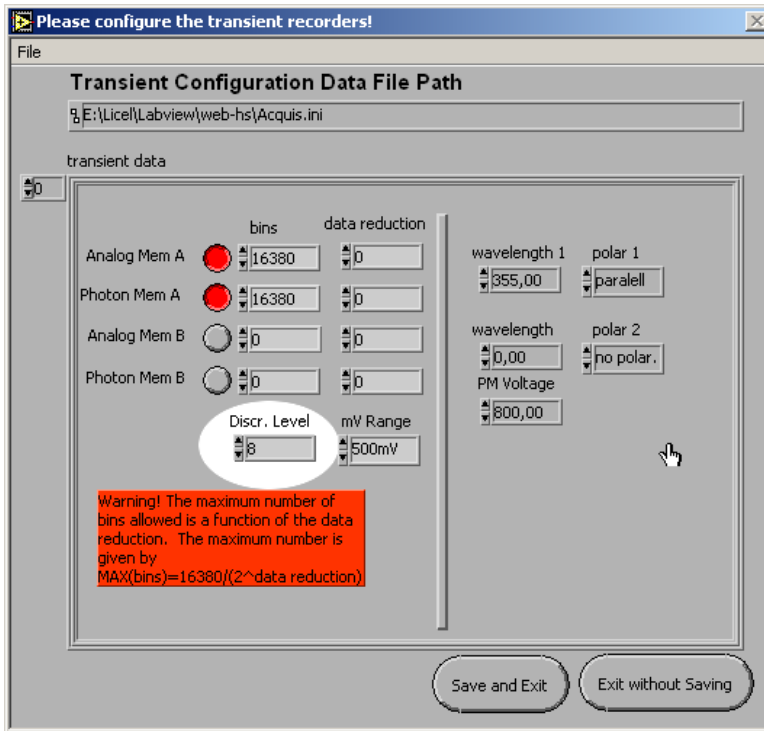 Please configure the transient recorders!
File
Transient Configuration Data File Path
E:\Licel\Labview\web-hs\Acquis.ini
transient data
0
bins data reduction
Analog Mem A 16380 0
Photon Mem A 16380 0
Analog Mem B 0 0
Photon Mem B 0 0
Discr. Level mV Range
8 500mV
Warning! The maximum number of
bins allowed is a function of the data
reduction. The maximum number is
given by
MAX(bins)=16380/(2^data reduction)
wavelength 1 polar 1
355,00 paralell
wavelength polar 2
0,00 no polar.
PM Voltage
800,00
Save and Exit Exit without Saving